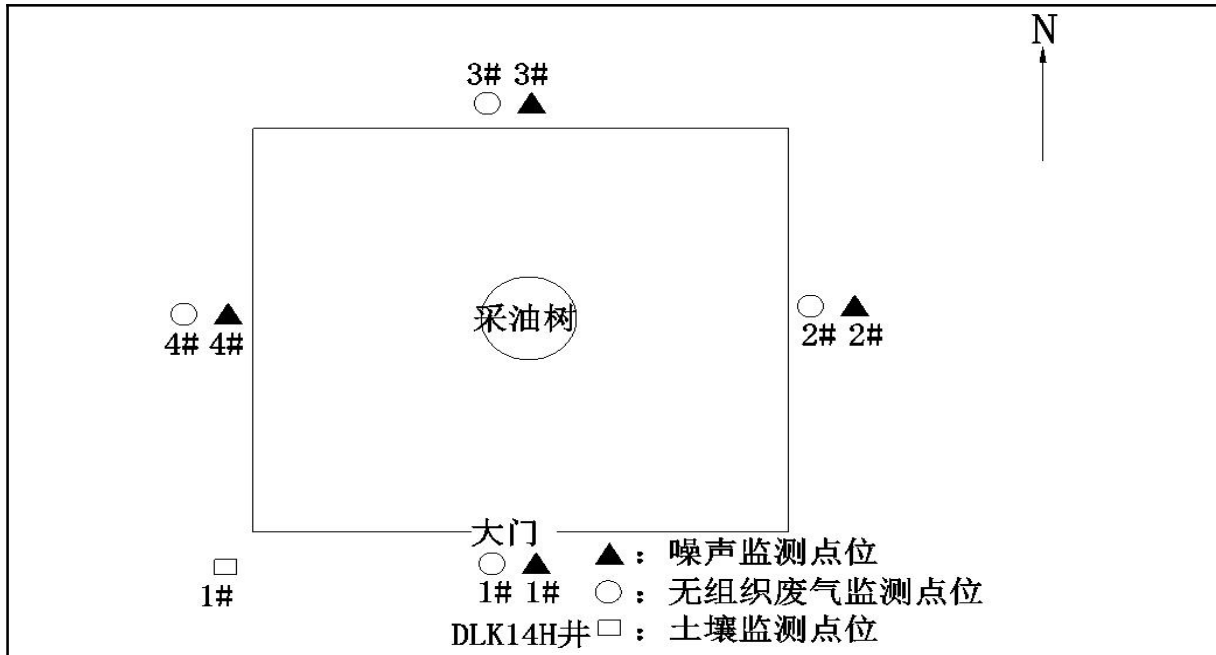 N
3# 3#
采油树
4# 4#
2# 2#
大门
▲：噪声监测点位
1#
1# 1#
○：无组织废气监测点位
DLK14H井
□：土壤监测点位